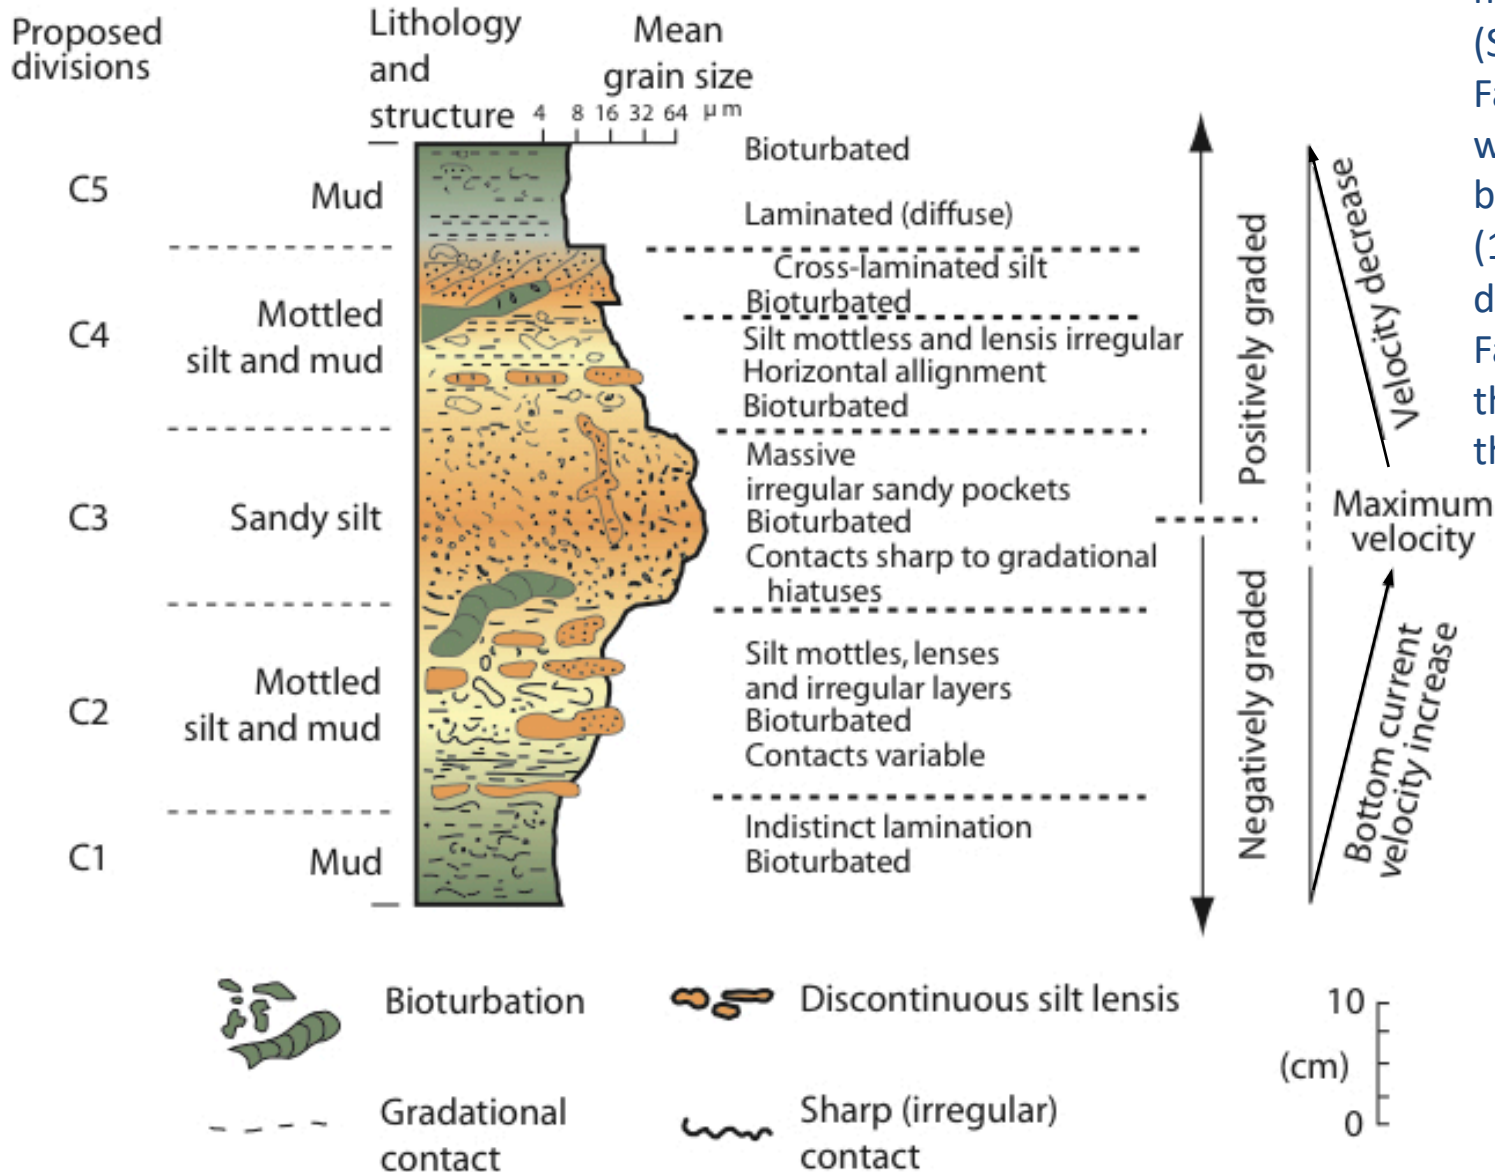 Proposed
divisions
Lithology
and
structure
Mean
grain size
4 8 16 32 64 µm
C5
Mud
Bioturbated
Laminated (diffuse)
C4
Mottled
silt and mud
Cross-laminated silt
Bioturbated
Silt mottless and lensis irregular
Horizontal allignment
Bioturbated
C3
Sandy silt
Massive
irregular sandy pockets
Bioturbated
Contacts sharp to gradational
hiatuses
C2
Mottled
silt and mud
Silt mottles, lenses
and irregular layers
Bioturbated
Contacts variable
C1
Mud
Indistinct lamination
Bioturbated
Positively graded
Negatively graded
Velocity decrease
Maximum
velocity
Bottom current
velocity increase
Bioturbation
Discontinuous silt lensis
Gradational
contact
Sharp (irregular)
contact
10
(cm)
0